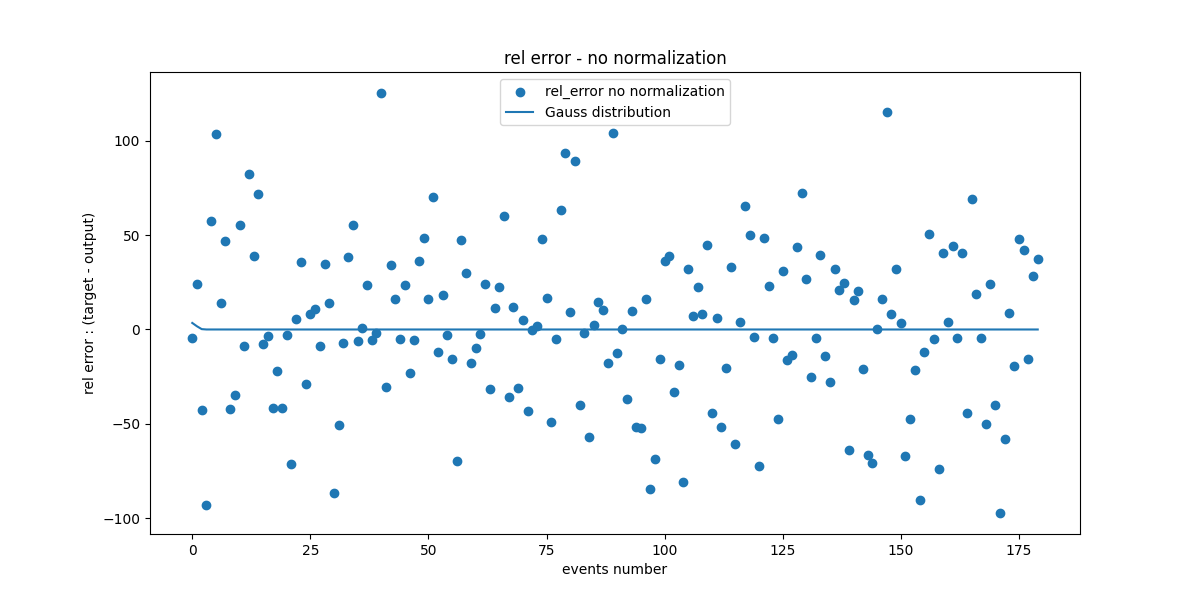 rel error - no normalization
rel_error no normalization
Gauss distribution
rel error : (target - output)
100
50
0
−50
−100
0 25 50 75 100 125 150 175
events number